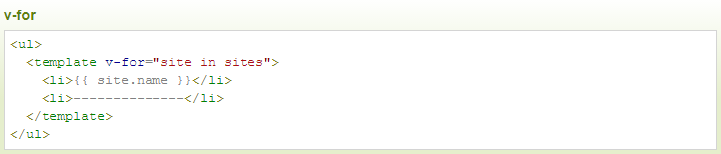 v-for
<ul>
  <template v-for="site in sites">
    <li>{{ site.name }}</li>
    <li>--------------</li>
  </template>
</ul>